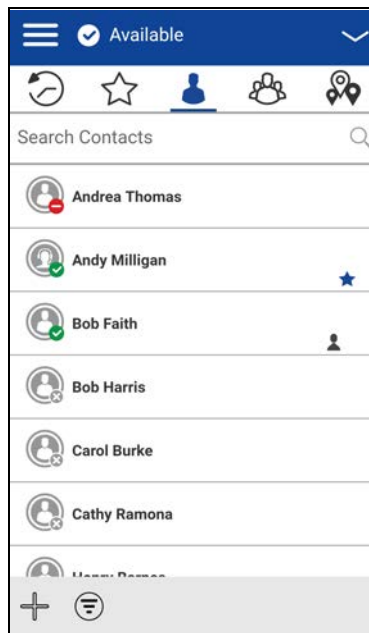 Available
Search Contacts
Andrea Thomas
Andy Milligan
Bob Faith
Bob Harris
Carol Burke
Cathy Ramona